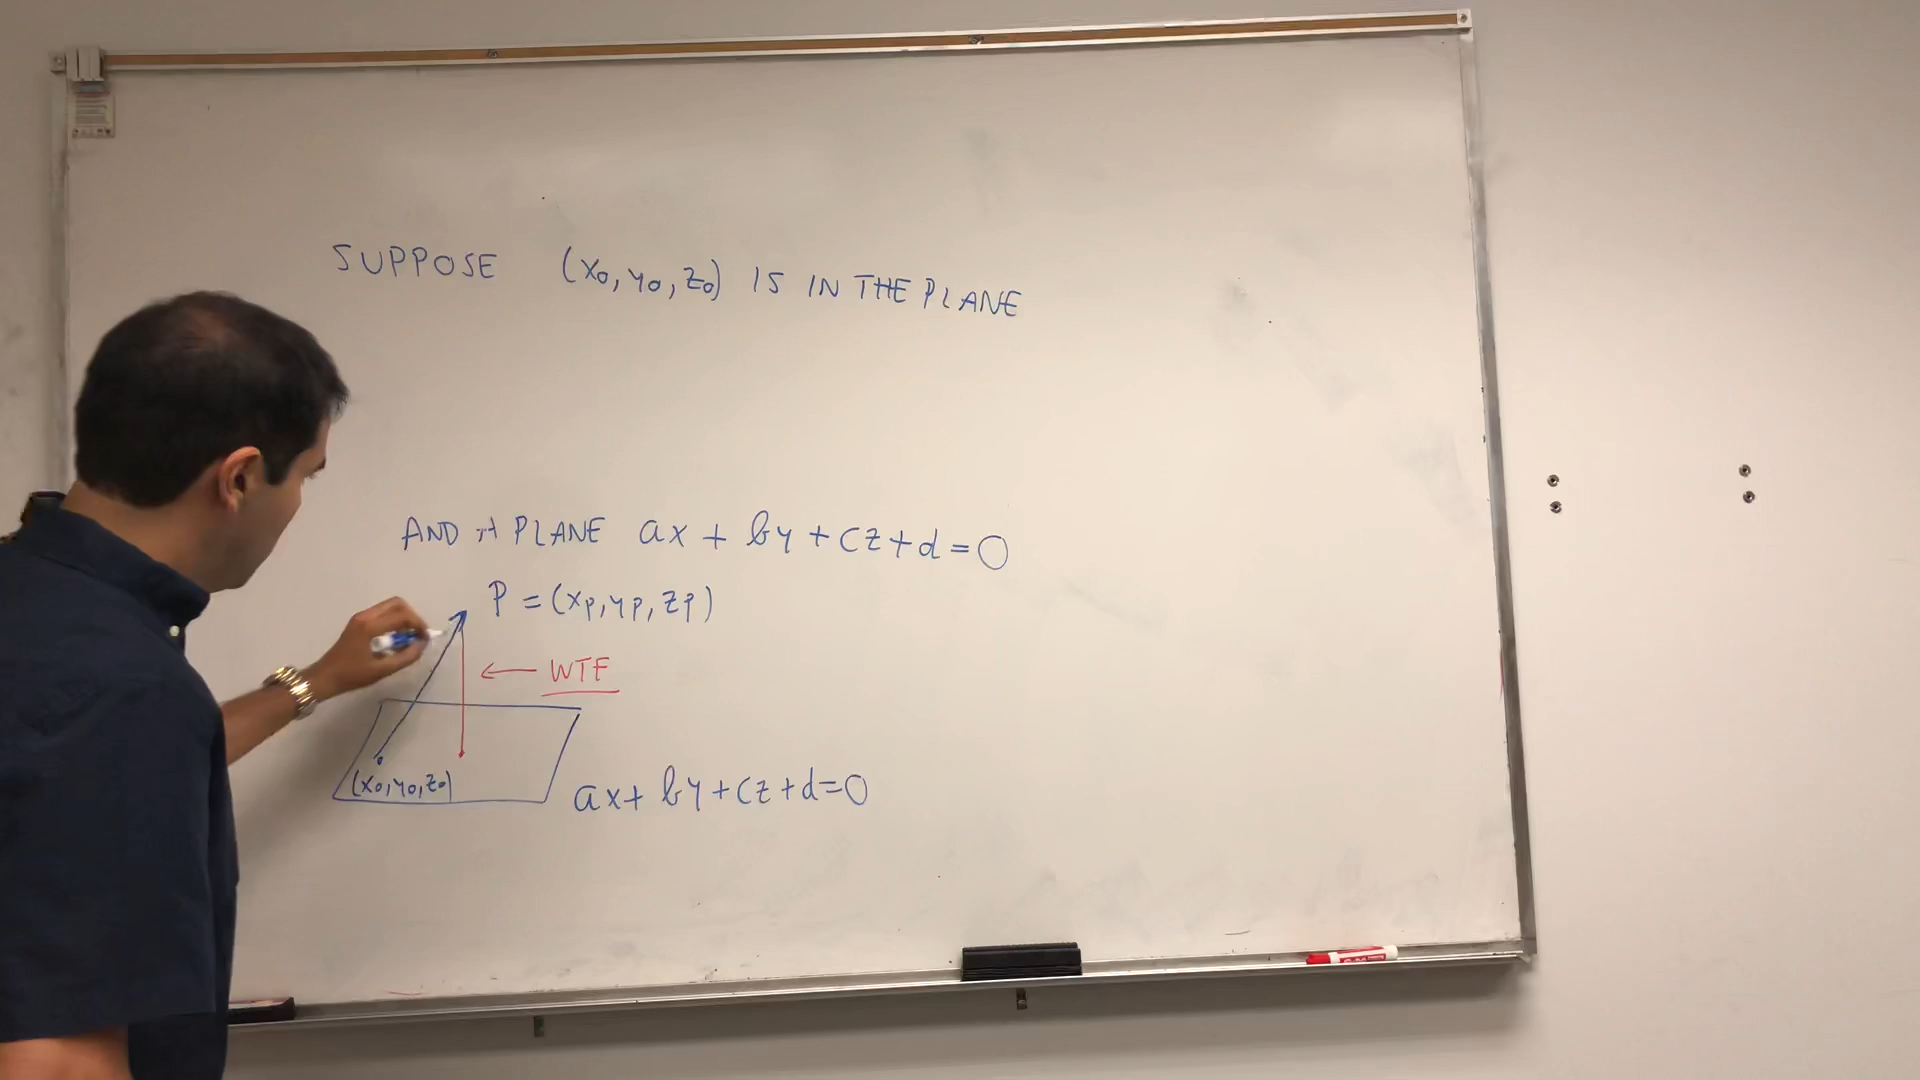 SUPPOSE (x₀, y₀, z₀) IS IN THE PLANE
AND A PLANE ax + by + cz + d = 0
P = (xₚ, yₚ, zₚ)
← WTF
(x₀, y₀, z₀)
ax + by + cz + d = 0